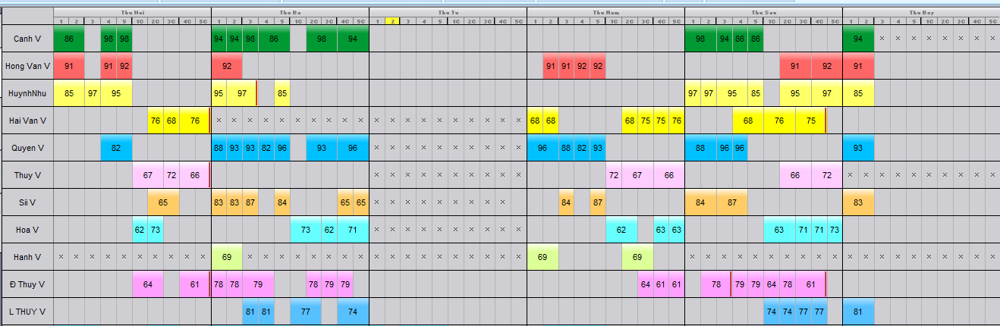 The Hai The Ba The Tu The Nam The Sau The Bay
1 2 3 4 5 1C 2C 3C 4C 5C 1 2 3 4 5 1C 2C 3C 4C 5C 1 2 3 4 5 1C 2C 3C 4C 5C 1 2 3 4 5 1C 2C 3C 4C 5C 1 2 3 4 5 1C 2C 3C 4C 5C 1 2 3 4 5 1C 2C 3C 4C 5C
Canh V 86 98 98 94 94 98 86 98 94 98 94 86 86 94 × × × × × × × ×
Hong Van V 91 91 92 92 91 91 92 92 91 92 91
HuynhNhu 85 97 95 95 97 85 97 97 95 85 95 97 85
Hai Van V 76 68 76 × × × × × × × × × × × × × × × × × × × × 68 68 68 75 75 76 68 76 75
Quyen V 82 88 93 93 82 96 93 96 × × × × × × × × × × 96 88 82 93 88 96 96 93
Thuy V 67 72 66 × × × × × × × × × × 72 67 66 66 72 × × × × × × × × × ×
Sii V 65 83 83 87 84 65 65 × × × × × × × × × 84 87 84 87 83
Hoa V 62 73 73 62 71 × × × × × × × × × × 62 63 63 63 71 71 73
Hanh V × × × × × × × × × × 69 × × × × × × × × × × × × × × × × × × 69 69 × × × × × × × × × × × × × × × × × × × ×
Đ Thuy V 64 61 78 78 79 78 79 79 64 61 61 78 79 79 64 78 61
L THUY V 81 81 77 74 74 74 77 77 81